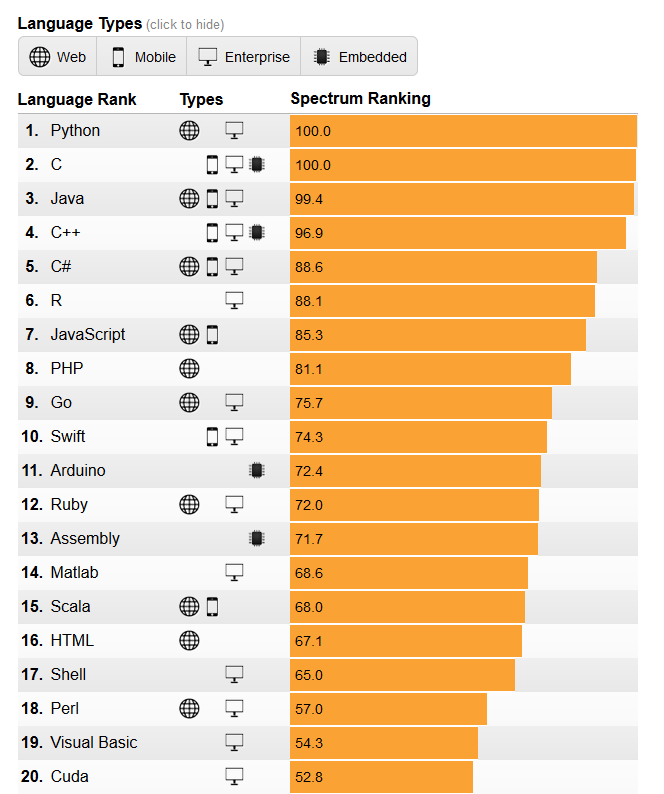 Language Types (click to hide)
Web Mobile Enterprise Embedded
Language Rank Types Spectrum Ranking
1. Python 100.0
2. C 100.0
3. Java 99.4
4. C++ 96.9
5. C# 88.6
6. R 88.1
7. JavaScript 85.3
8. PHP 81.1
9. Go 75.7
10. Swift 74.3
11. Arduino 72.4
12. Ruby 72.0
13. Assembly 71.7
14. Matlab 68.6
15. Scala 68.0
16. HTML 67.1
17. Shell 65.0
18. Perl 57.0
19. Visual Basic 54.3
20. Cuda 52.8